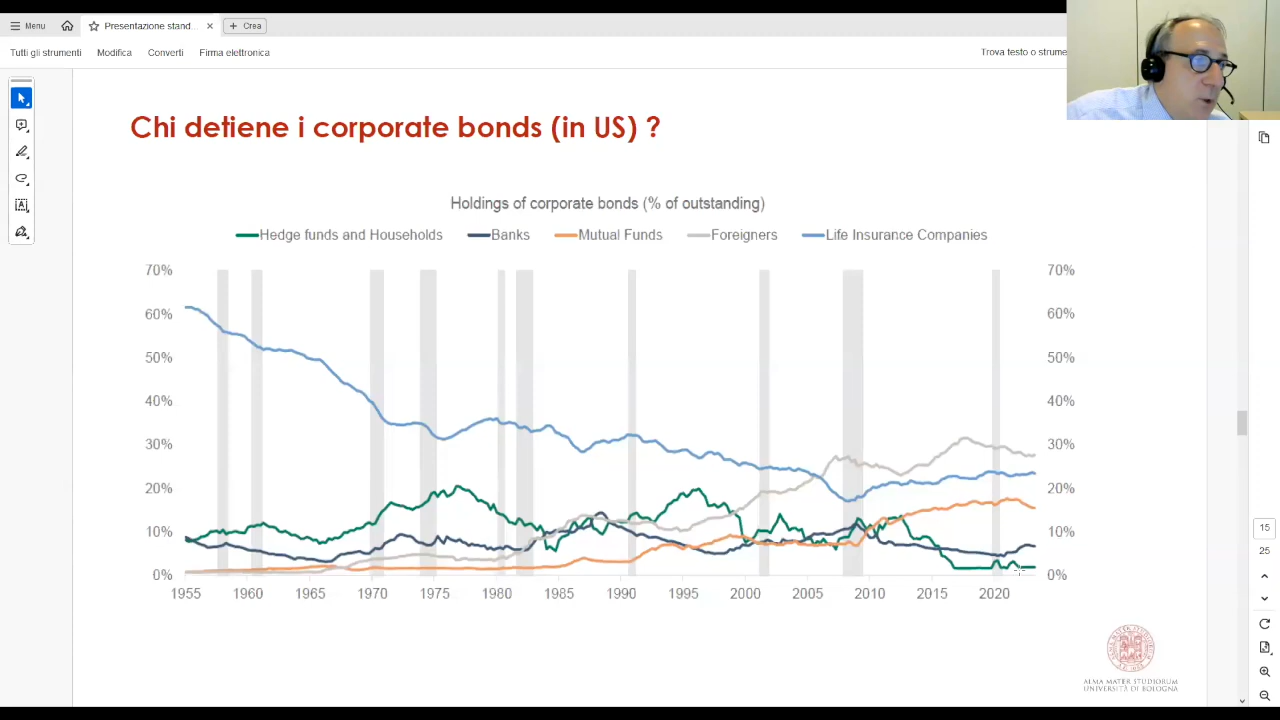 Menu
Presentazione stand...
Crea
Tutti gli strumenti
Modifica
Converti
Firma elettronica
Trova testo o strume
Chi detiene i corporate bonds (in US) ?
Holdings of corporate bonds (% of outstanding)
Hedge funds and Households
Banks
Mutual Funds
Foreigners
Life Insurance Companies
70% 70%
60% 60%
50% 50%
40% 40%
30% 30%
20% 20%
10% 10%
0% 0%
1955 1960 1965 1970 1975 1980 1985 1990 1995 2000 2005 2010 2015 2020
15
25
ALMA MATER STUDIORUM
UNIVERSITÀ DI BOLOGNA